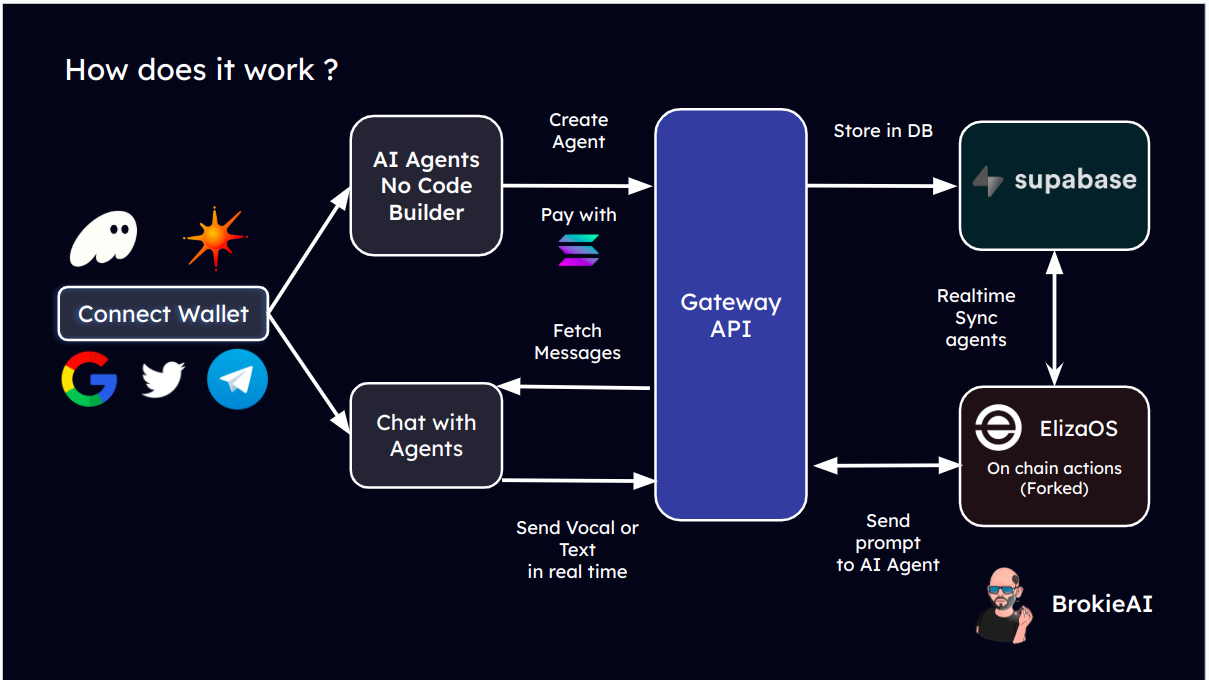 How does it work ?
AI Agents
No Code
Builder
Create
Agent
Pay with
Gateway
API
Store in DB
supabase
Connect Wallet
Fetch
Messages
Realtime
Sync
agents
Chat with
Agents
ElizaOS
On chain actions
(Forked)
Send Vocal or
Text
in real time
Send
prompt
to AI Agent
BrokieAI